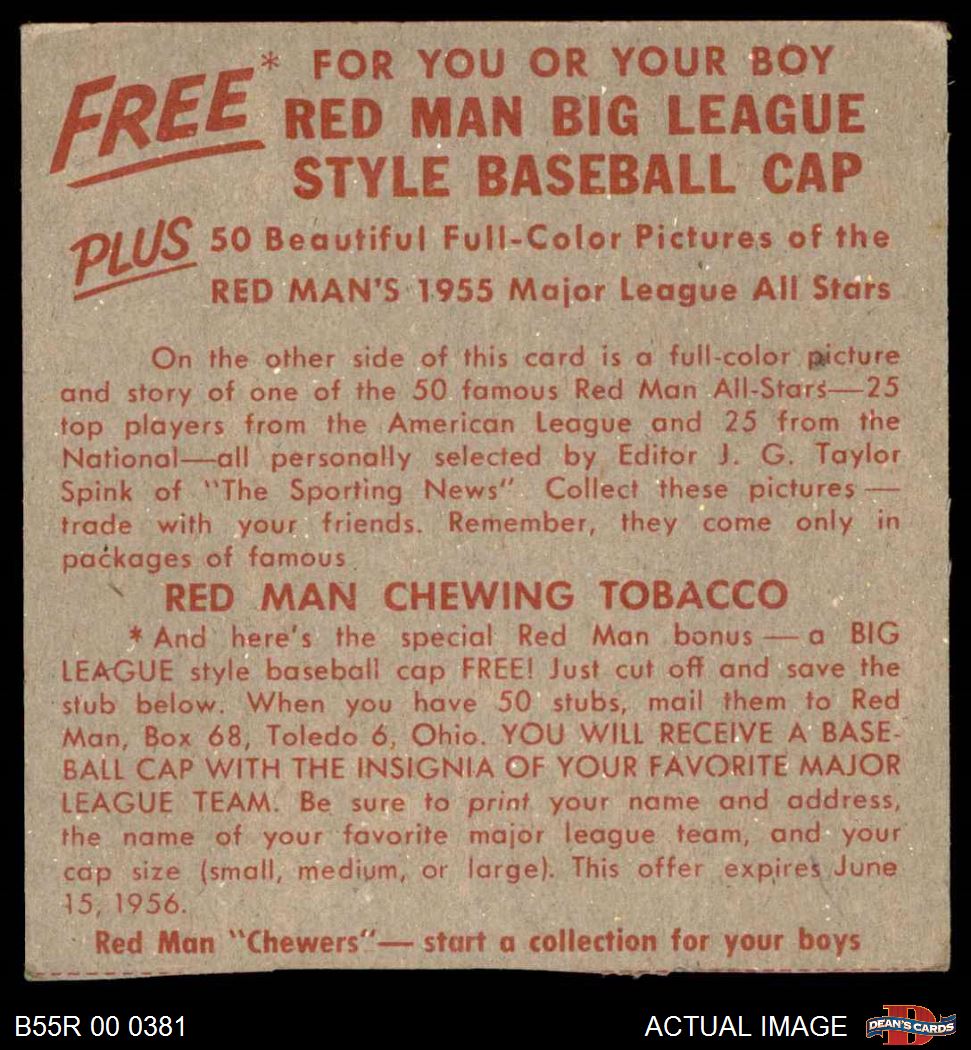 FREE* FOR YOU OR YOUR BOY
RED MAN BIG LEAGUE
STYLE BASEBALL CAP
PLUS 50 Beautiful Full-Color Pictures of the
RED MAN'S 1955 Major League All Stars
On the other side of this card is a full-color picture
and story of one of the 50 famous Red Man All-Stars—25
top players from the American League and 25 from the
National—all personally selected by Editor J. G. Taylor
Spink of "The Sporting News" Collect these pictures—
trade with your friends. Remember, they come only in
packages of famous
RED MAN CHEWING TOBACCO
* And here's the special Red Man bonus — a BIG
LEAGUE style baseball cap FREE! Just cut off and save the
stub below. When you have 50 stubs, mail them to Red
Man, Box 68, Toledo 6, Ohio. YOU WILL RECEIVE A BASE-
BALL CAP WITH THE INSIGNIA OF YOUR FAVORITE MAJOR
LEAGUE TEAM. Be sure to print your name and address,
the name of your favorite major league team, and your
cap size (small, medium, or large). This offer expires June
15, 1956.
Red Man "Chewers"— start a collection for your boys
B55R 00 0381
ACTUAL IMAGE
DEAN'S CARDS